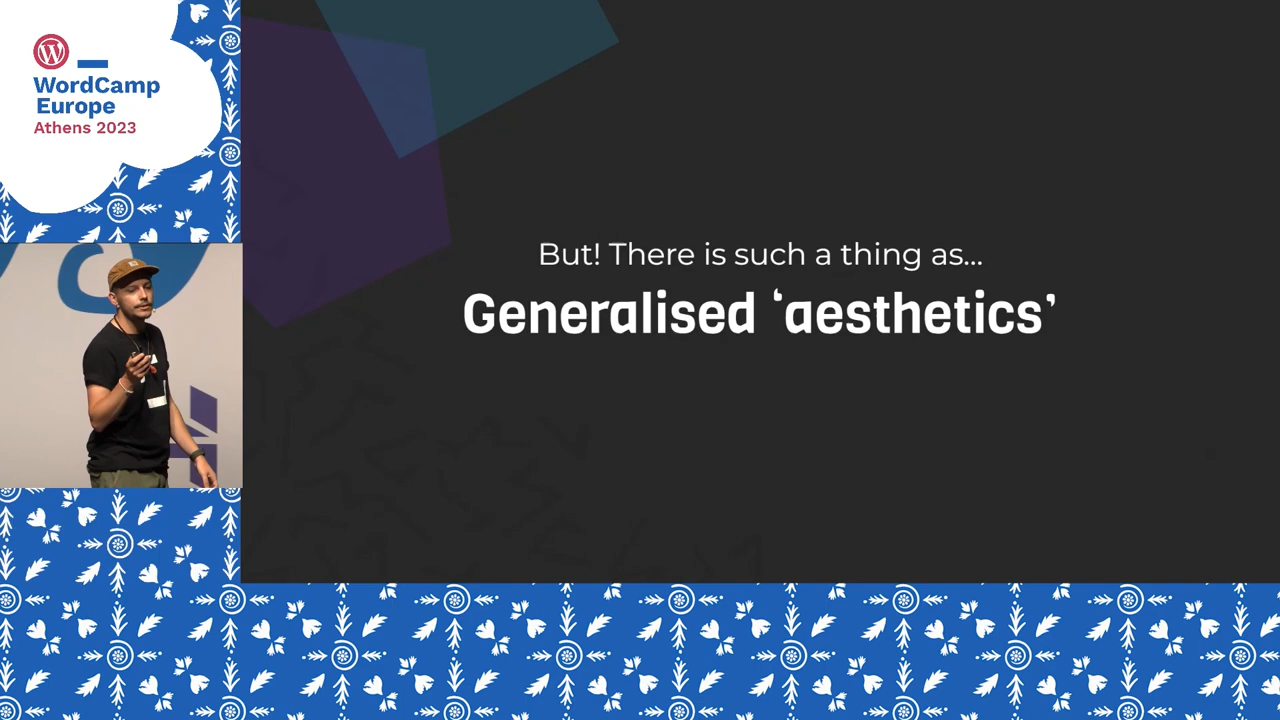 WordCamp
Europe
Athens 2023
But! There is such a thing as...
Generalised ‘aesthetics’